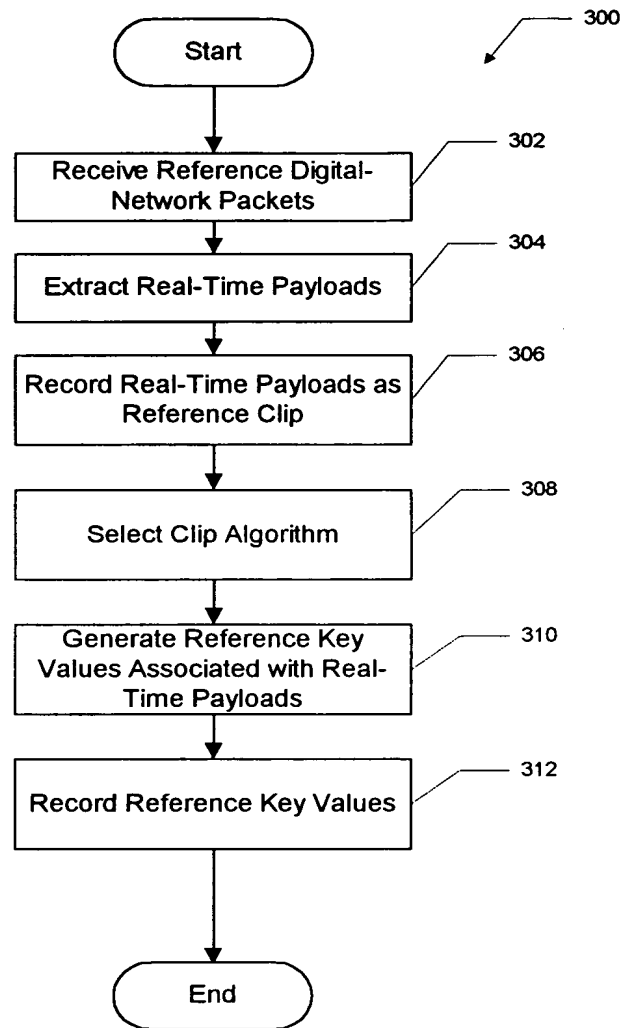 300
Start
302
Receive Reference Digital-
Network Packets
304
Extract Real-Time Payloads
306
Record Real-Time Payloads as
Reference Clip
308
Select Clip Algorithm
310
Generate Reference Key
Values Associated with Real-
Time Payloads
312
Record Reference Key Values
End